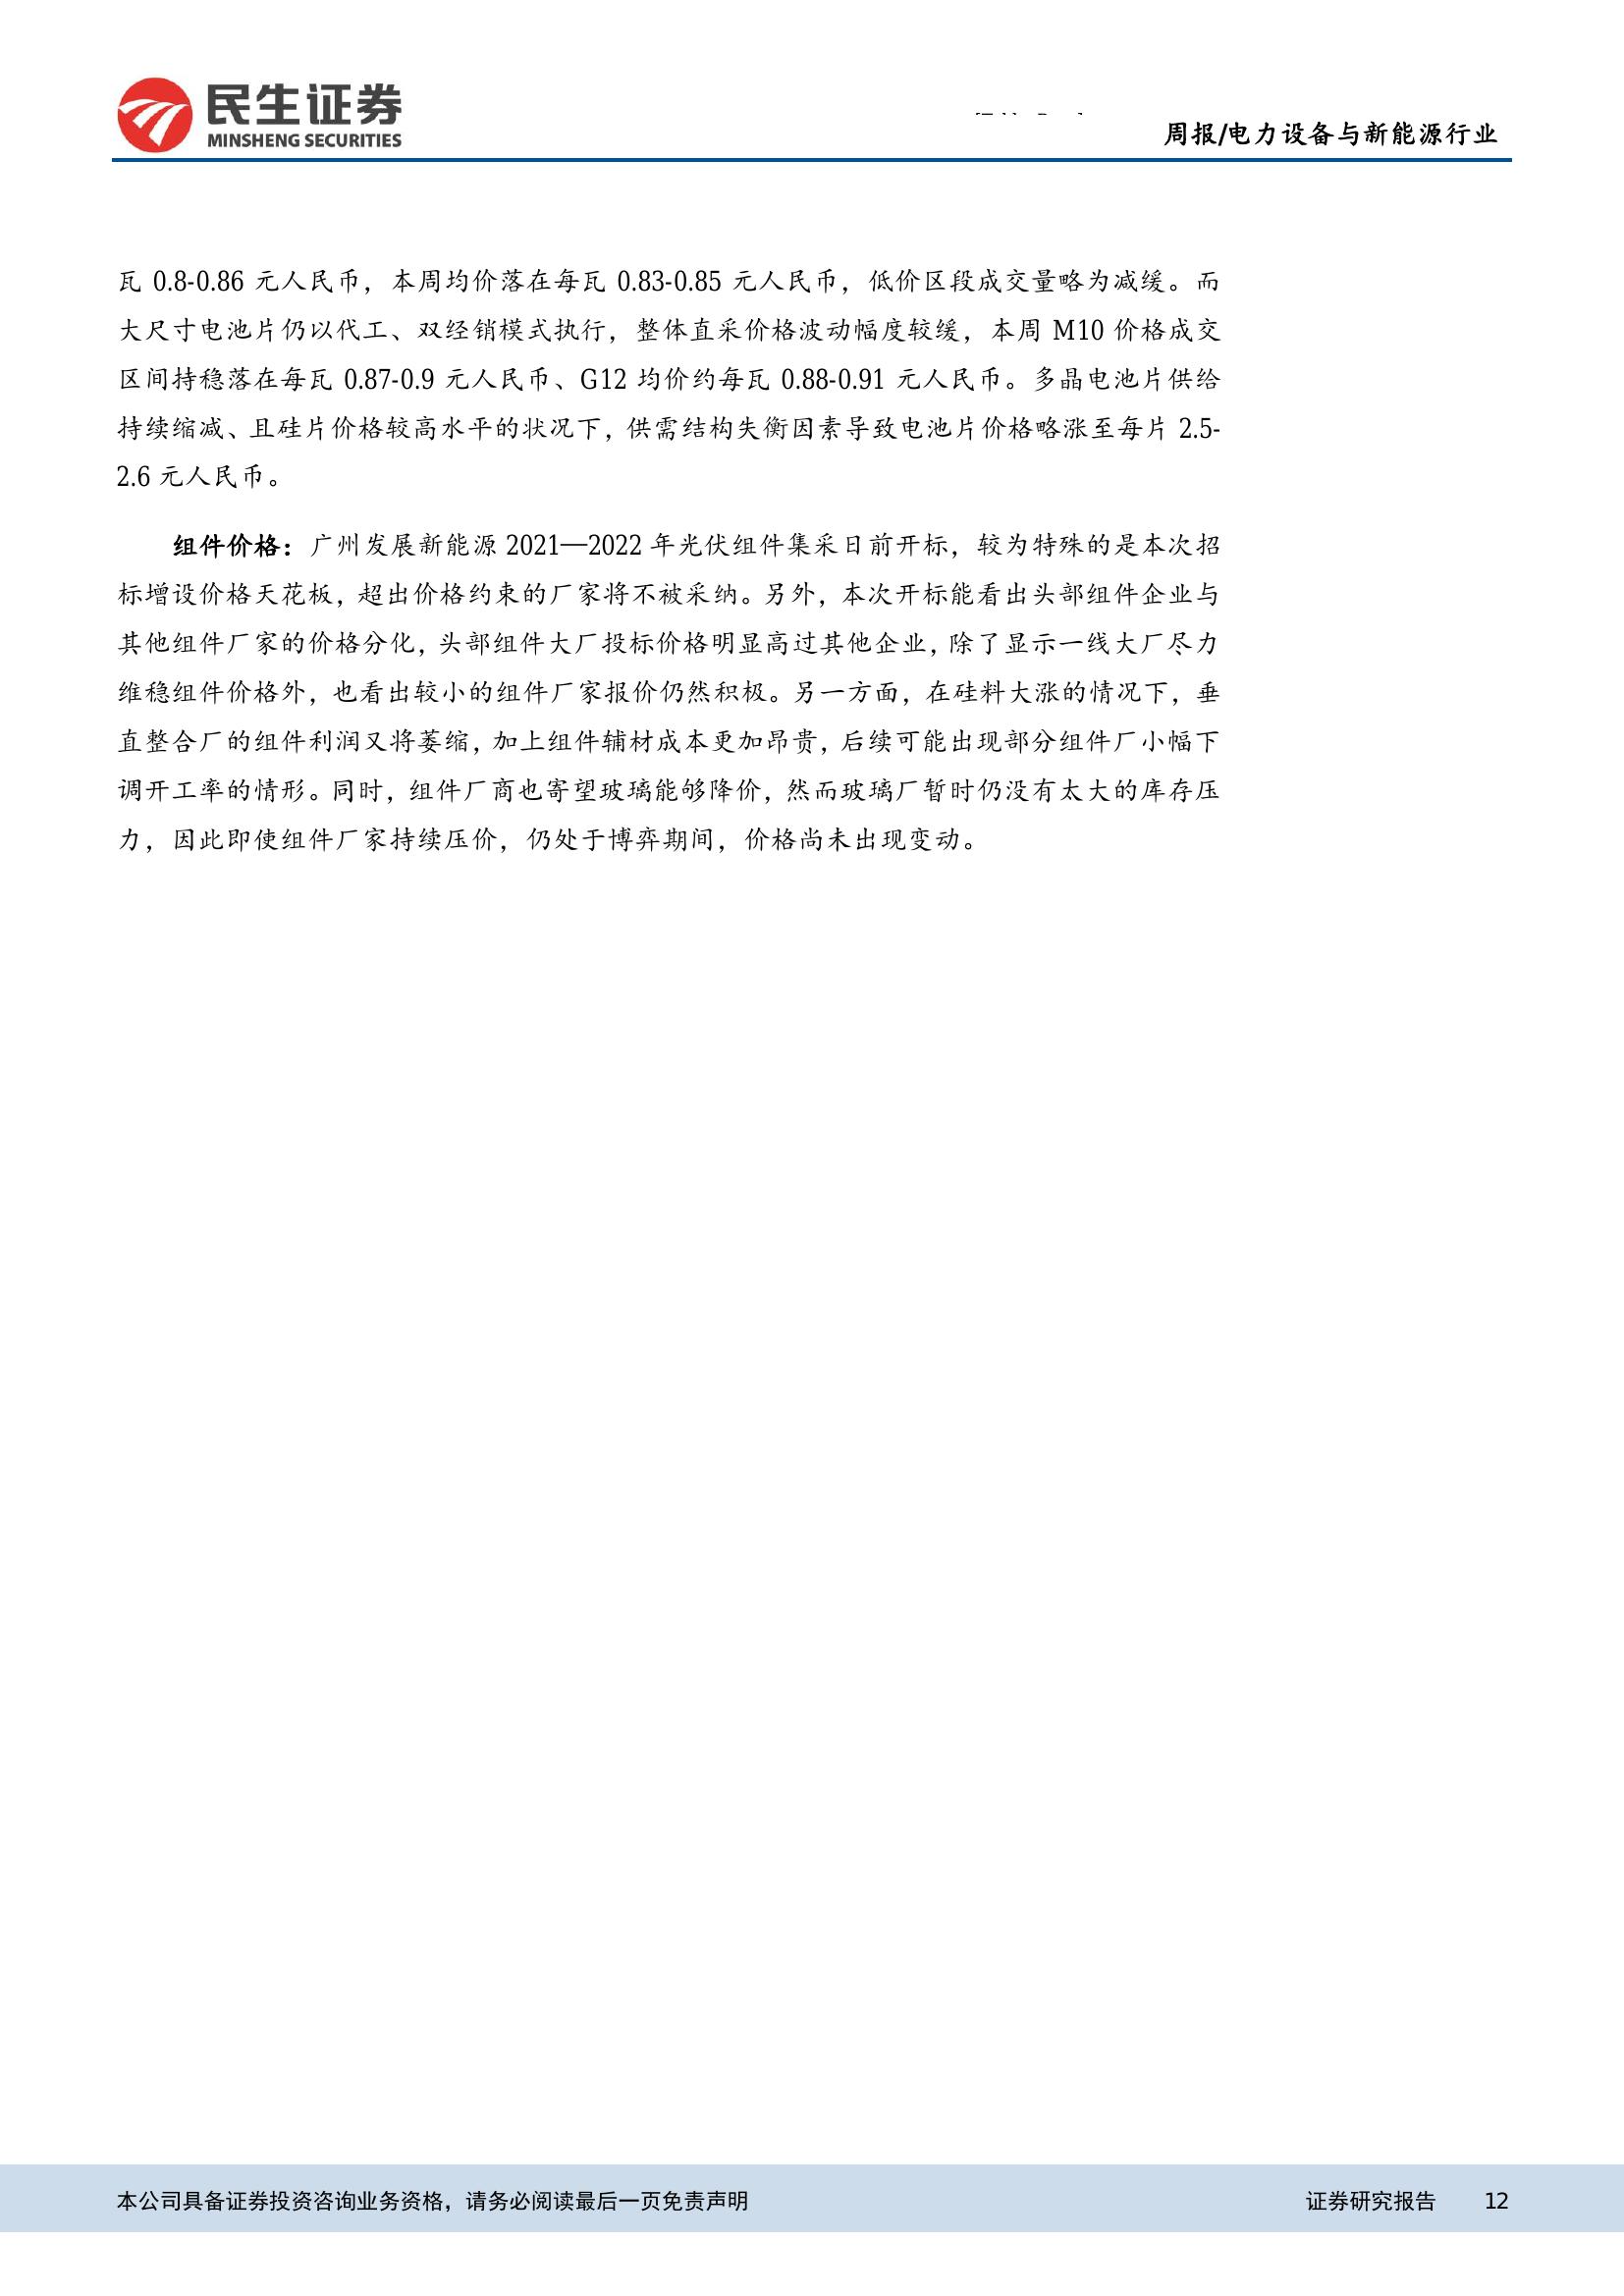 民生证券
MINSHENG SECURITIES
周报/电力设备与新能源行业
瓦 0.8-0.86 元人民币，本周均价落在每瓦 0.83-0.85 元人民币，低价区段成交量略为减缓。而
大尺寸电池片仍以代工、双经销模式执行，整体直采价格波动幅度较缓，本周 M10 价格成交
区间持稳落在每瓦 0.87-0.9 元人民币、G12 均价约每瓦 0.88-0.91 元人民币。多晶电池片供给
持续缩减、且硅片价格较高水平的状况下，供需结构失衡因素导致电池片价格略涨至每片 2.5-
2.6 元人民币。
组件价格：广州发展新能源 2021—2022 年光伏组件集采日前开标，较为特殊的是本次招
标增设价格天花板，超出价格约束的厂家将不被采纳。另外，本次开标能看出头部组件企业与
其他组件厂家的价格分化，头部组件大厂投标价格明显高过其他企业，除了显示一线大厂尽力
维稳组件价格外，也看出较小的组件厂家报价仍然积极。另一方面，在硅料大涨的情况下，垂
直整合厂的组件利润又将萎缩，加上组件辅材成本更加昂贵，后续可能出现部分组件厂小幅下
调开工率的情形。同时，组件厂商也寄望玻璃能够降价，然而玻璃厂暂时仍没有太大的库存压
力，因此即使组件厂家持续压价，仍处于博弈期间，价格尚未出现变动。
本公司具备证券投资咨询业务资格，请务必阅读最后一页免责声明
证券研究报告 12